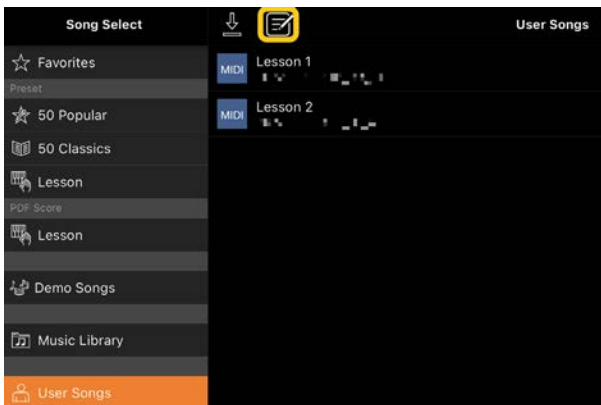 Song Select
User Songs
Favorites
Preset
50 Popular
50 Classics
Lesson
PDF Score
Lesson
Demo Songs
Music Library
User Songs
MIDI
Lesson 1
MIDI
Lesson 2